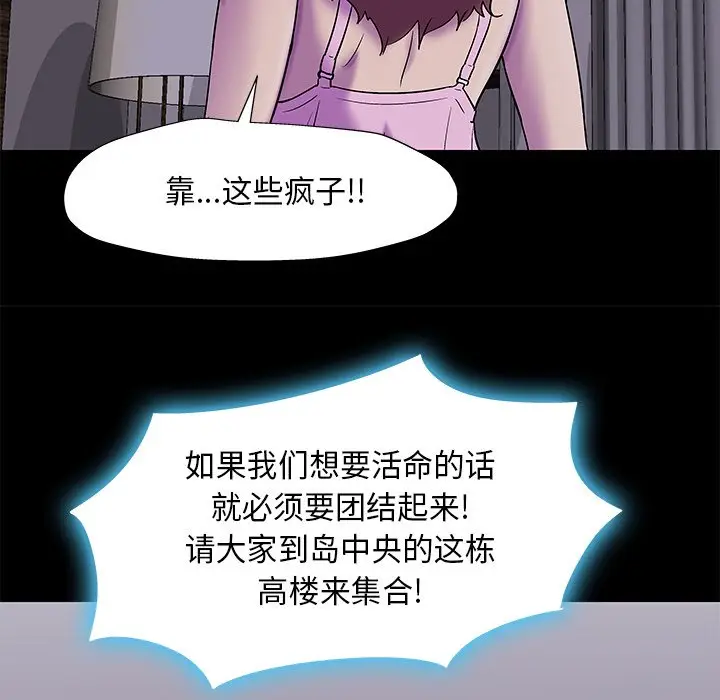 靠...这些疯子!!
如果我们想要活命的话
就必须要团结起来!
请大家到岛中央的这栋
高楼来集合!